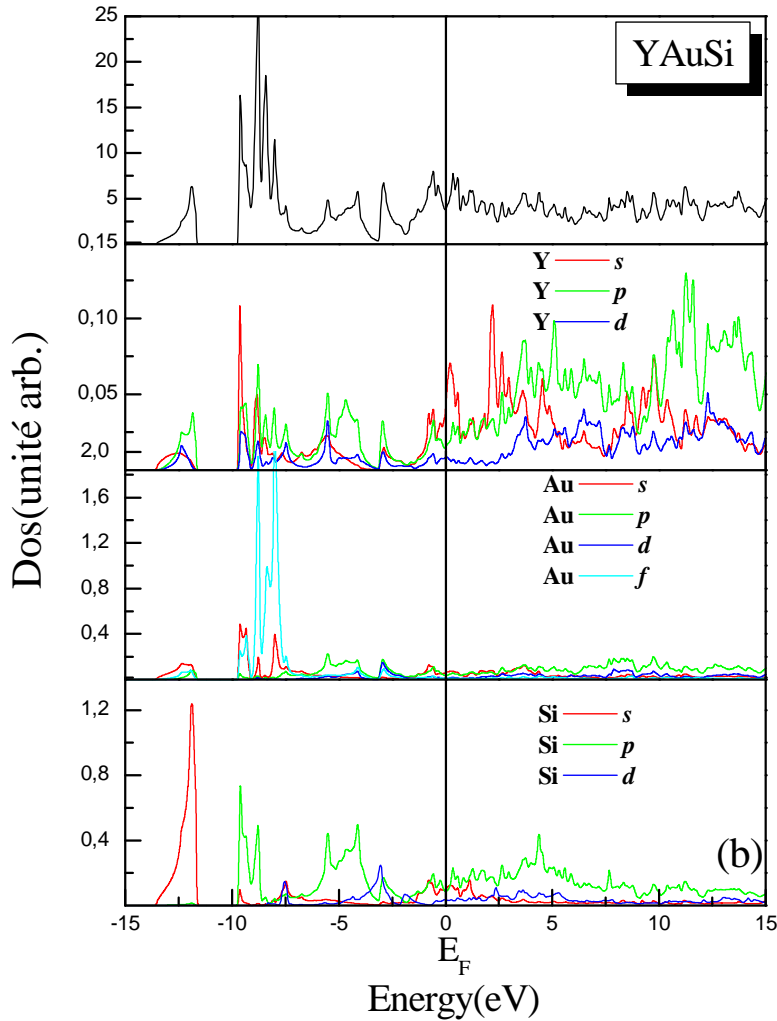 YAuSi
25
20
15
10
5
0,15
Y s
Y p
Y d
0,10
0,05
2,0
Au s
Au p
Au d
Au f
1,6
1,2
0,8
0,4
Si s
Si p
Si d
1,2
0,8
0,4
(b)
-15 -10 -5 0 5 10 15
E_F
Energy(eV)
Dos(unité arb.)